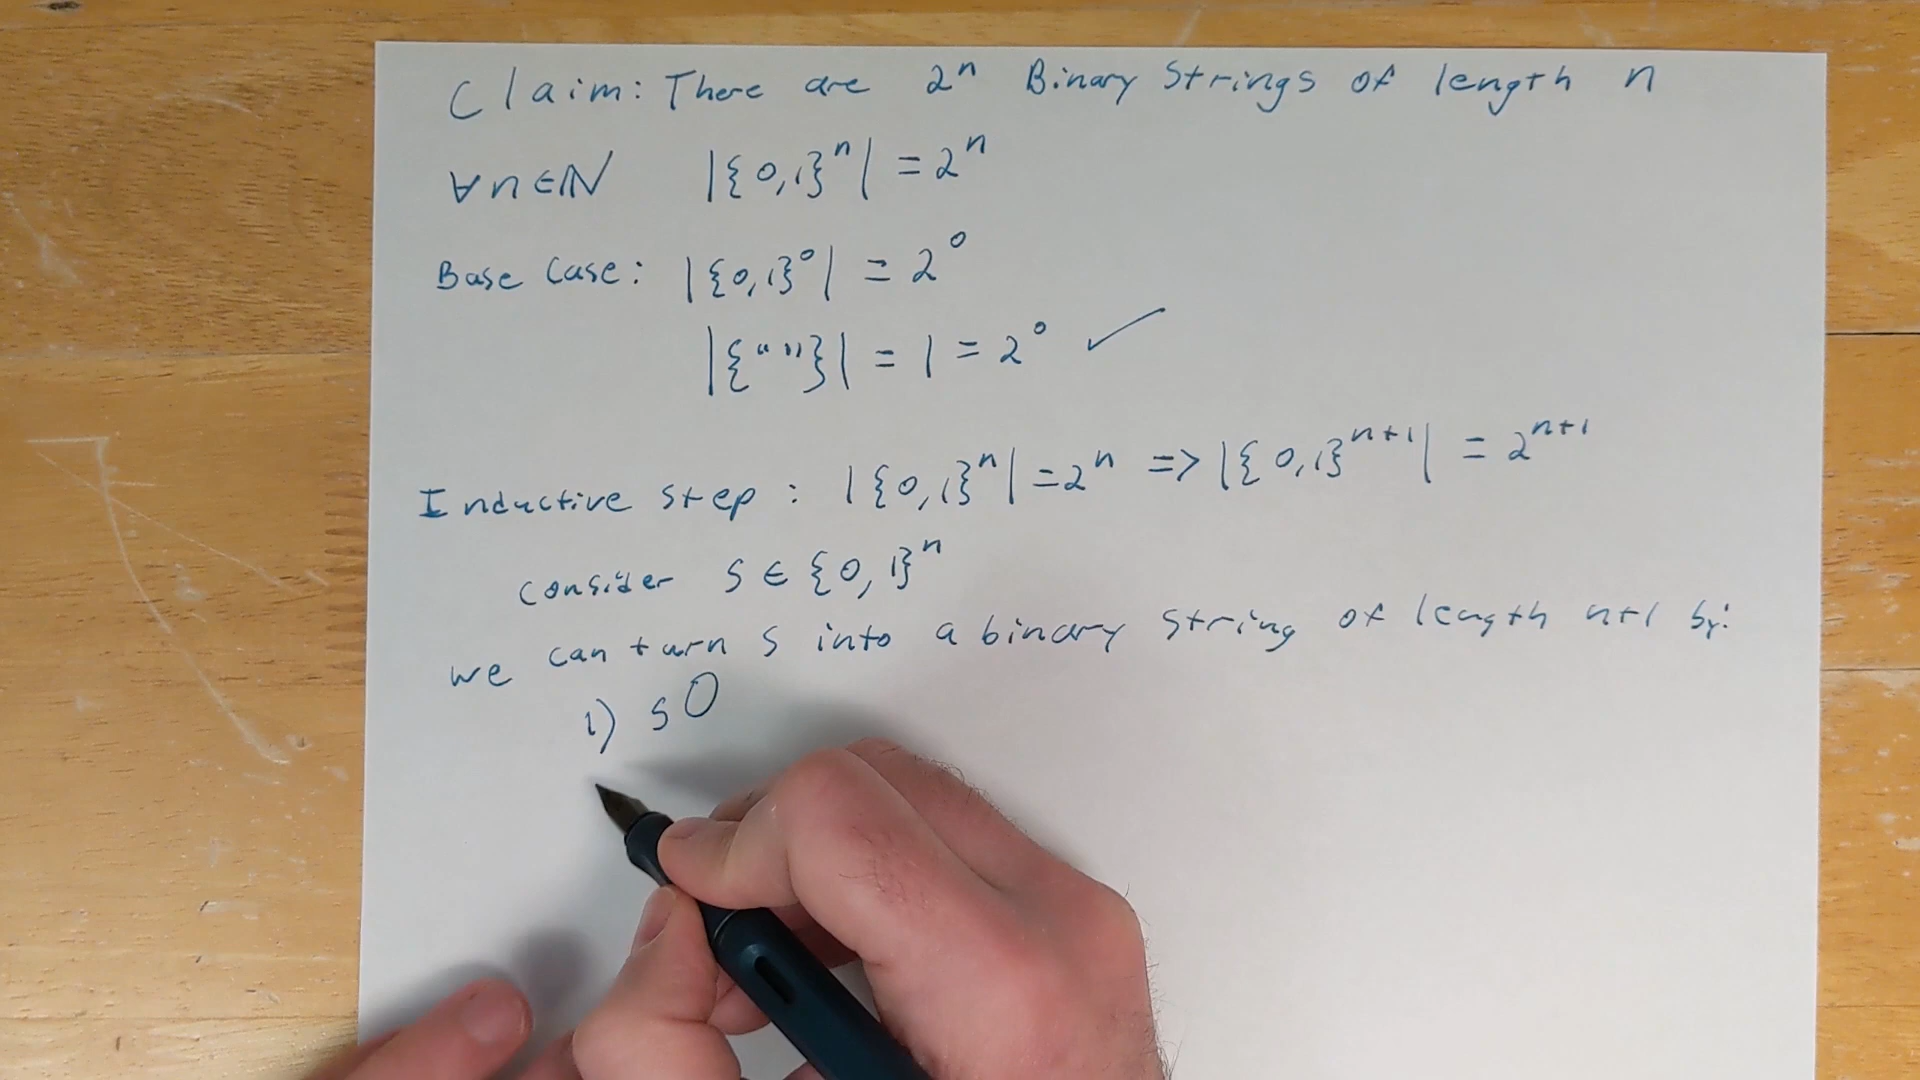 Claim: There are 2ⁿ Binary Strings of length n
∀n∈ℕ |{0,1}ⁿ| = 2ⁿ
Base Case: |{0,1}⁰| = 2⁰
|{“”}| = 1 = 2⁰ ✓
Inductive step: |{0,1}ⁿ| = 2ⁿ => |{0,1}ⁿ⁺¹| = 2ⁿ⁺¹
consider s ∈ {0,1}ⁿ
we can turn s into a binary string of length n+1 by:
1) s0